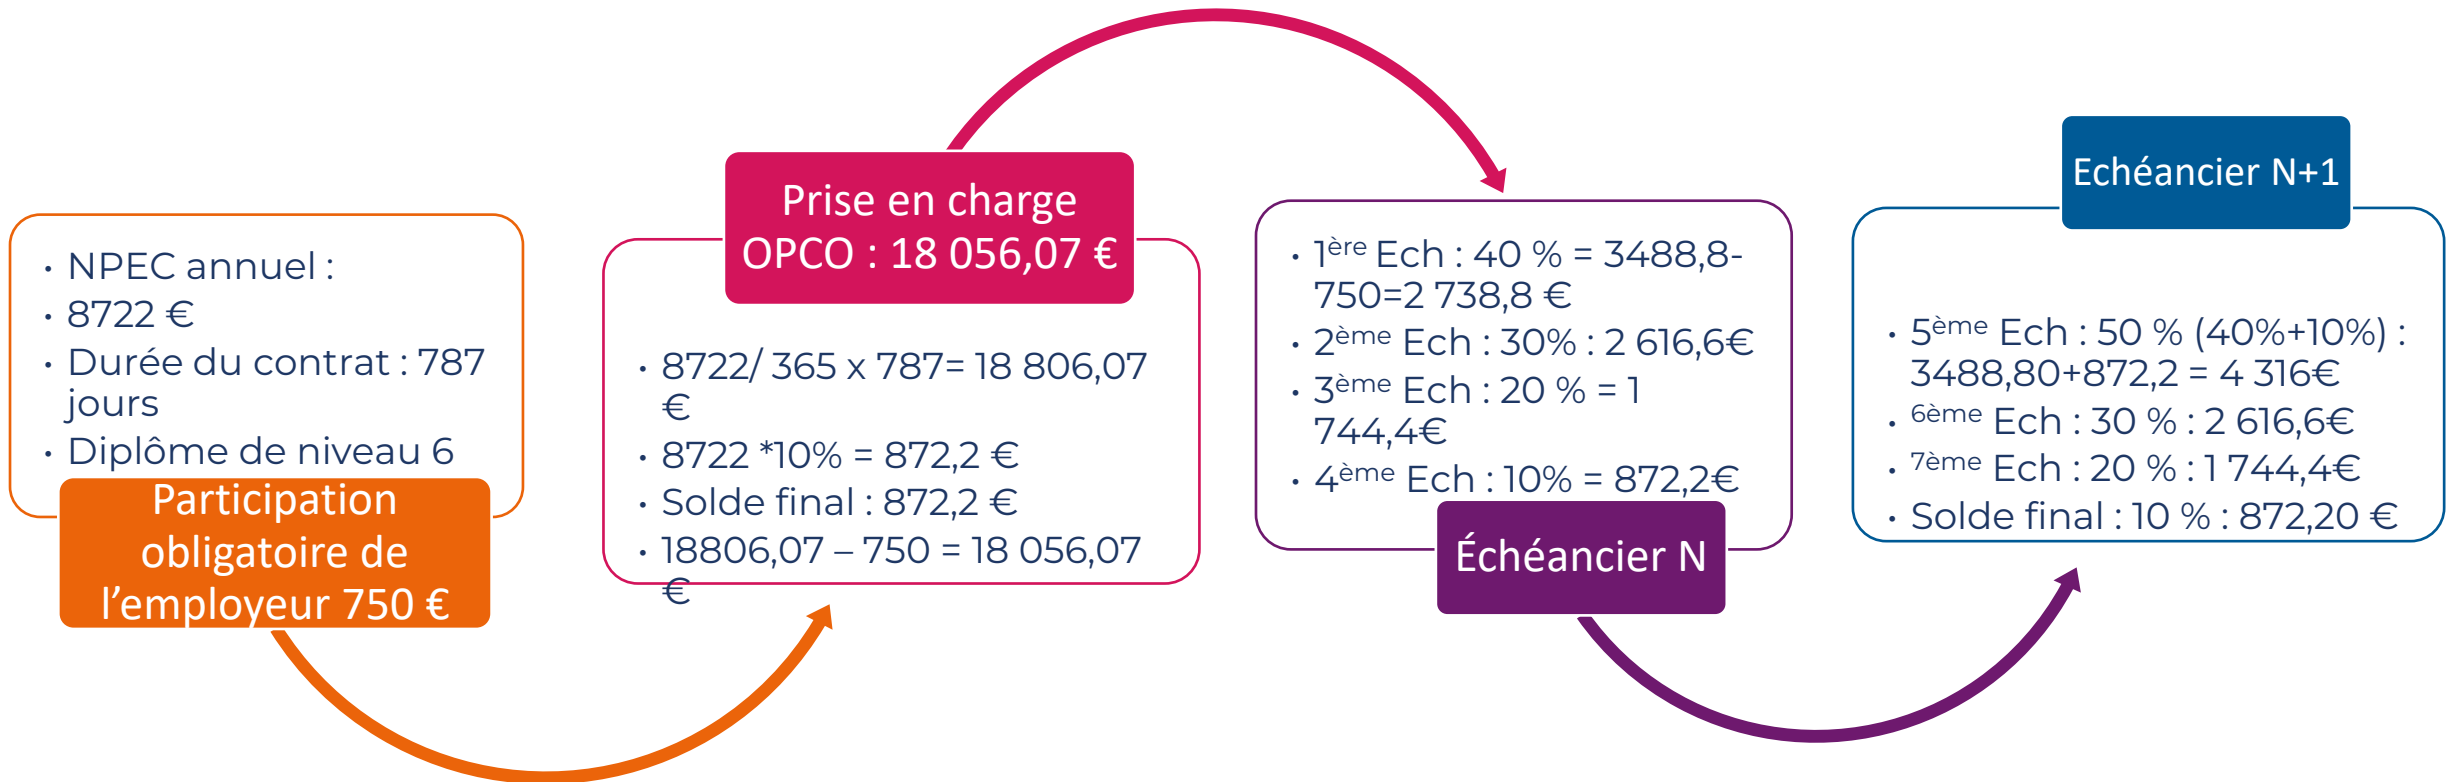 · NPEC annuel :
· 8722 €
· Durée du contrat : 787
jours
· Diplôme de niveau 6
Participation
obligatoire de
l'employeur 750 €
Prise en charge
OPCO : 18 056,07 €
· 8722/ 365 x 787= 18 806,07
€
· 8722 *10% = 872,2 €
· Solde final : 872,2 €
· 18806,07 – 750 = 18 056,07
€
· 1ère Ech : 40 % = 3488,8-
750=2 738,8 €
· 2ème Ech : 30% : 2 616,6€
· 3ème Ech : 20 % = 1
744,4€
· 4ème Ech : 10% = 872,2€
Échéancier N
Echéancier N+1
· 5ème Ech : 50 % (40%+10%) :
3488,80+872,2 = 4 316€
· 6ème Ech : 30 % : 2 616,6€
· 7ème Ech : 20 % : 1 744,4€
· Solde final : 10 % : 872,20 €